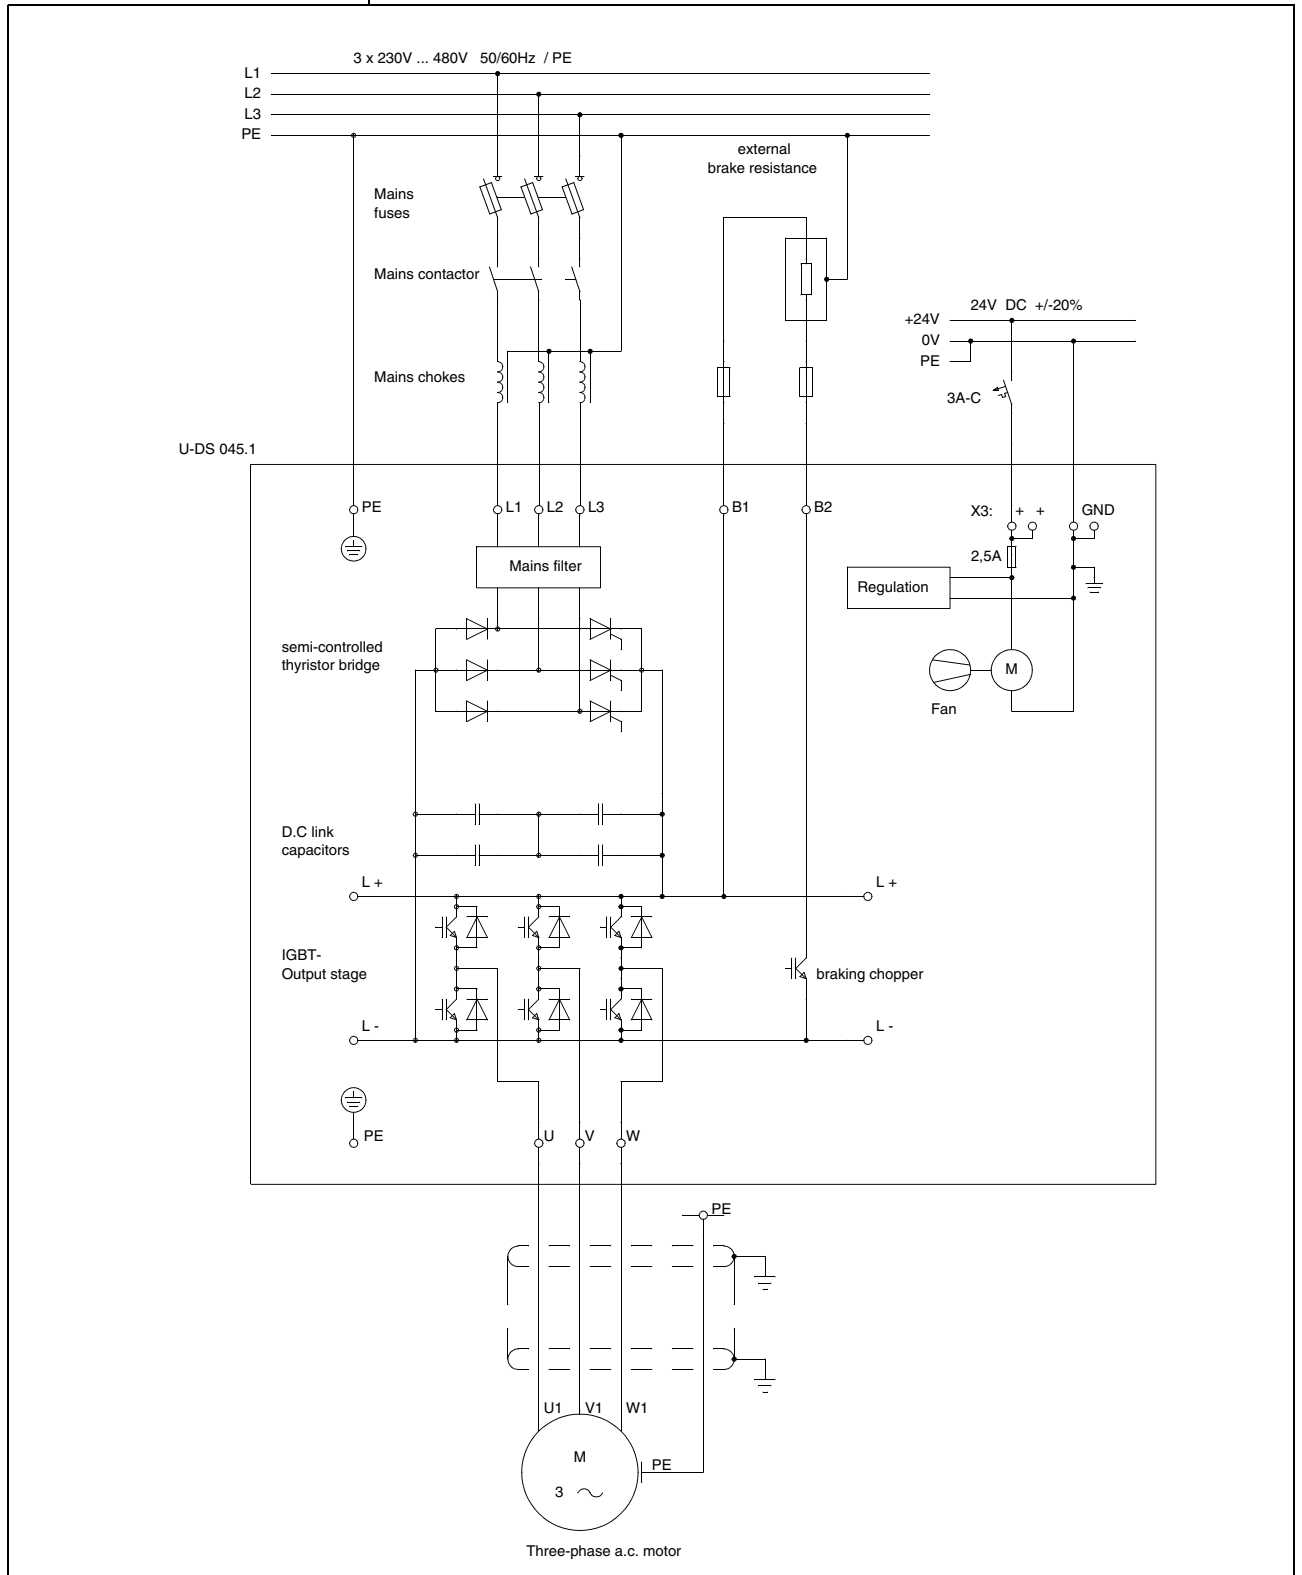 3 x 230V ... 480V 50/60Hz / PE
L1
L2
L3
PE
external
brake resistance
Mains
fuses
Mains contactor
24V DC +/-20%
+24V
0V
PE
Mains chokes
3A-C
U-DS 045.1
PE
L1
L2
L3
B1
B2
X3:
+
+
GND
2,5A
Mains filter
Regulation
semi-controlled
thyristor bridge
M
Fan
D.C link
capacitors
L +
L +
IGBT-
Output stage
braking chopper
L -
L -
PE
U
V
W
PE
U1
V1
W1
M
PE
3
Three-phase a.c. motor